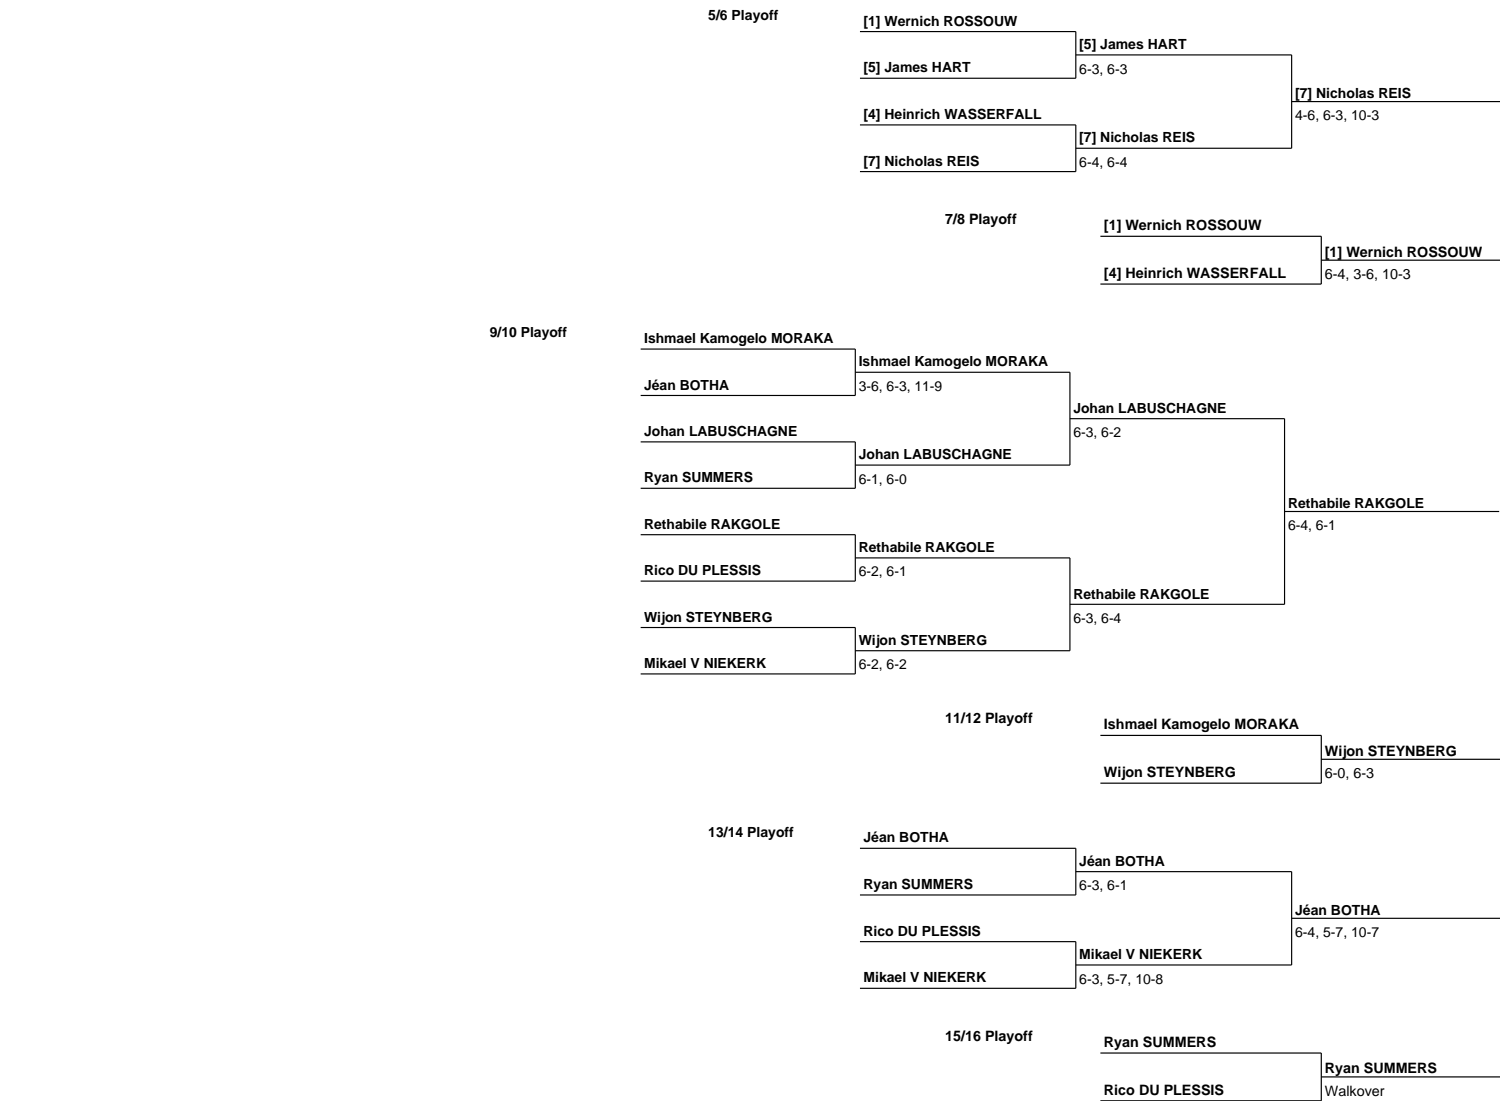 5/6 Playoff
[1] Wernich ROSSOUW
[5] James HART
[5] James HART
6-3, 6-3
[7] Nicholas REIS
[4] Heinrich WASSERFALL
4-6, 6-3, 10-3
[7] Nicholas REIS
[7] Nicholas REIS
6-4, 6-4
7/8 Playoff
[1] Wernich ROSSOUW
[1] Wernich ROSSOUW
[4] Heinrich WASSERFALL
6-4, 3-6, 10-3
9/10 Playoff
Ishmael Kamogelo MORAKA
Ishmael Kamogelo MORAKA
Jéan BOTHA
3-6, 6-3, 11-9
Johan LABUSCHAGNE
Johan LABUSCHAGNE
6-3, 6-2
Johan LABUSCHAGNE
Ryan SUMMERS
6-1, 6-0
Rethabile RAKGOLE
Rethabile RAKGOLE
6-4, 6-1
Rethabile RAKGOLE
Rico DU PLESSIS
6-2, 6-1
Rethabile RAKGOLE
Wijon STEYNBERG
6-3, 6-4
Wijon STEYNBERG
Mikael V NIEKERK
6-2, 6-2
11/12 Playoff
Ishmael Kamogelo MORAKA
Wijon STEYNBERG
Wijon STEYNBERG
6-0, 6-3
13/14 Playoff
Jéan BOTHA
Jéan BOTHA
Ryan SUMMERS
6-3, 6-1
Jéan BOTHA
Rico DU PLESSIS
6-4, 5-7, 10-7
Mikael V NIEKERK
Mikael V NIEKERK
6-3, 5-7, 10-8
15/16 Playoff
Ryan SUMMERS
Ryan SUMMERS
Rico DU PLESSIS
Walkover